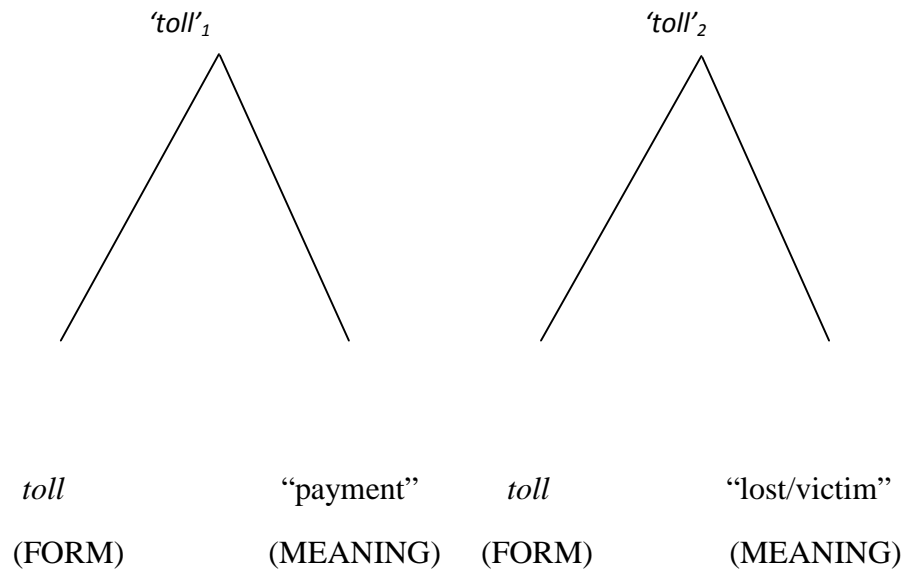 ‘toll’1 ‘toll’2
toll “payment” toll “lost/victim”
(FORM) (MEANING) (FORM) (MEANING)